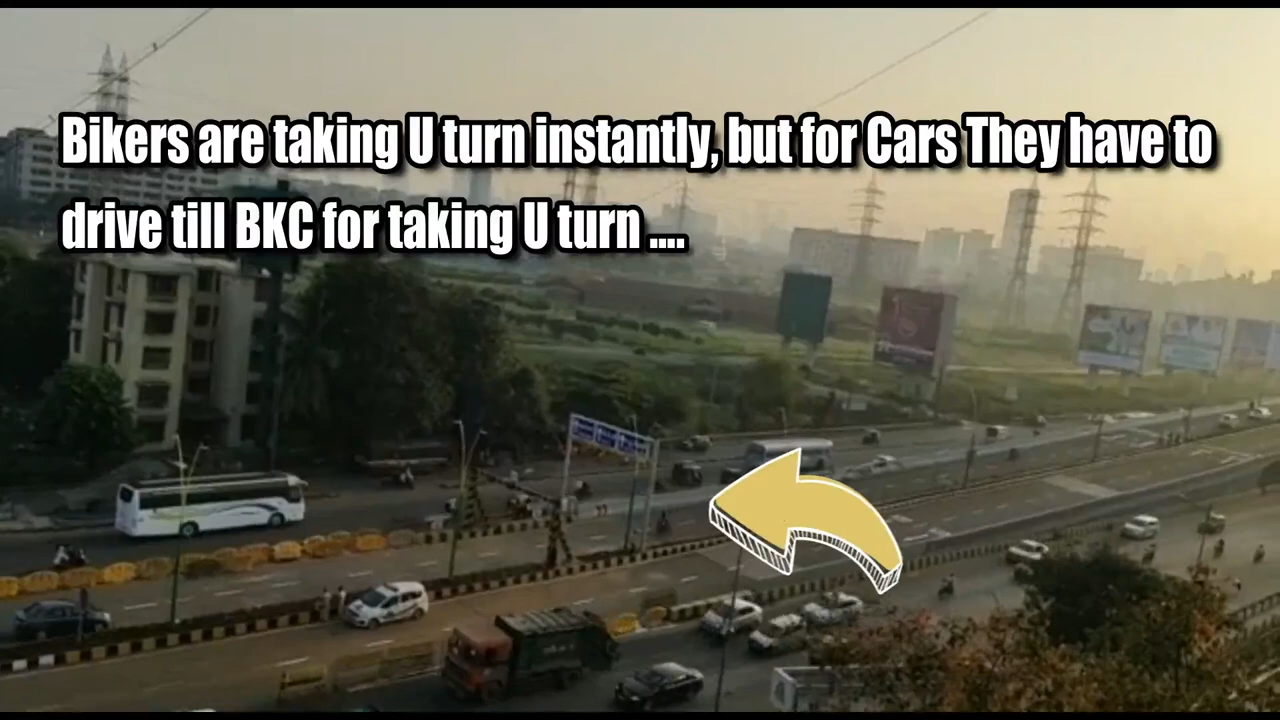 Bikers are taking U turn instantly, but for Cars They have to
drive till BKC for taking U turn ....